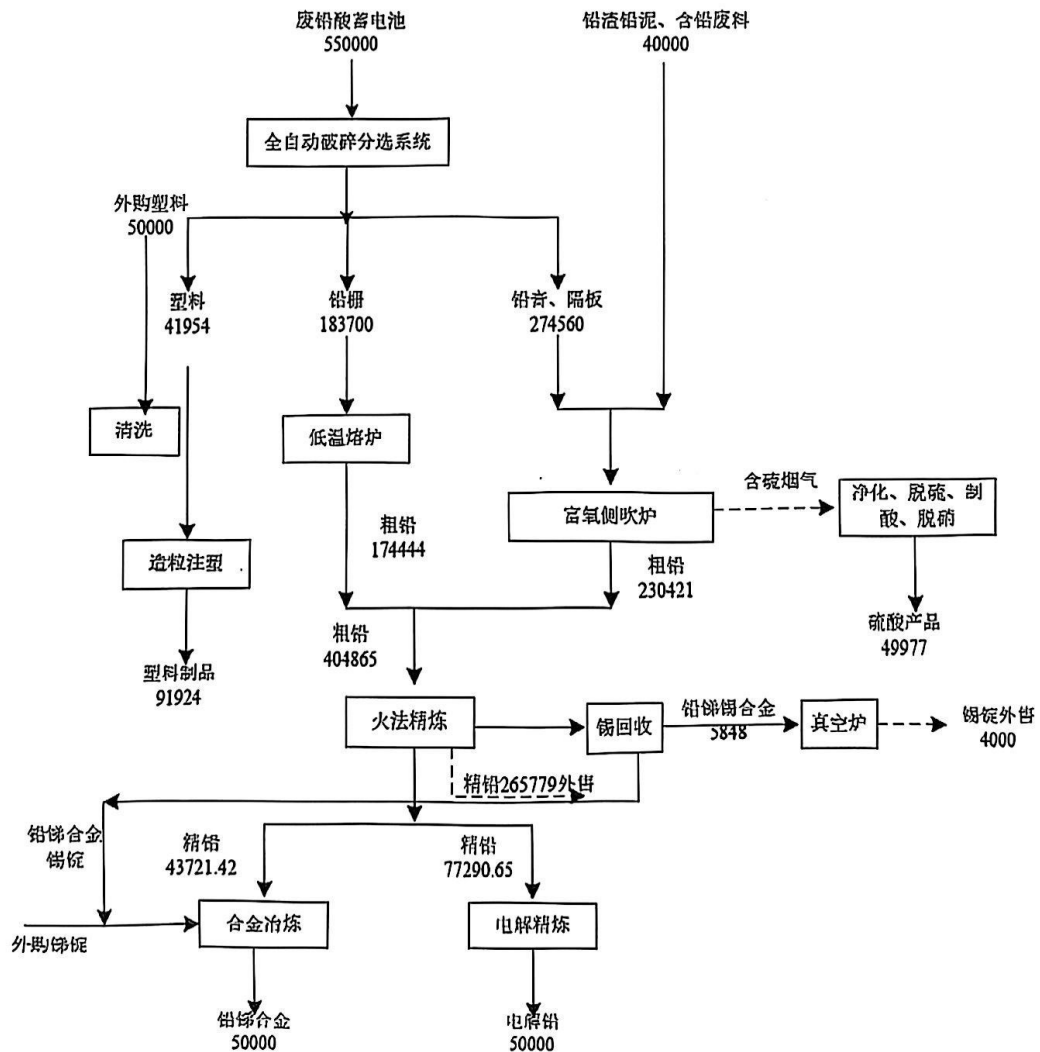 废铅酸蓄电池
550000
铅渣铅泥、含铅废料
40000
全自动破碎分选系统
外购塑料
50000
塑料
41954
铅栅
183700
铅膏、隔板
274560
清洗
低温熔炉
富氧侧吹炉
含硫烟气
净化、脱硫、制
酸、脱硝
造粒注塑
粗铅
174444
粗铅
230421
硫酸产品
49977
塑料制品
91924
粗铅
404865
火法精炼
锡回收
铅锑锡合金
5848
真空炉
锡锭外售
4000
精铅265779外售
铅锑合金
锡锭
精铅
43721.42
精铅
77290.65
外购锑锭
合金冶炼
电解精炼
铅锑合金
50000
电解铅
50000